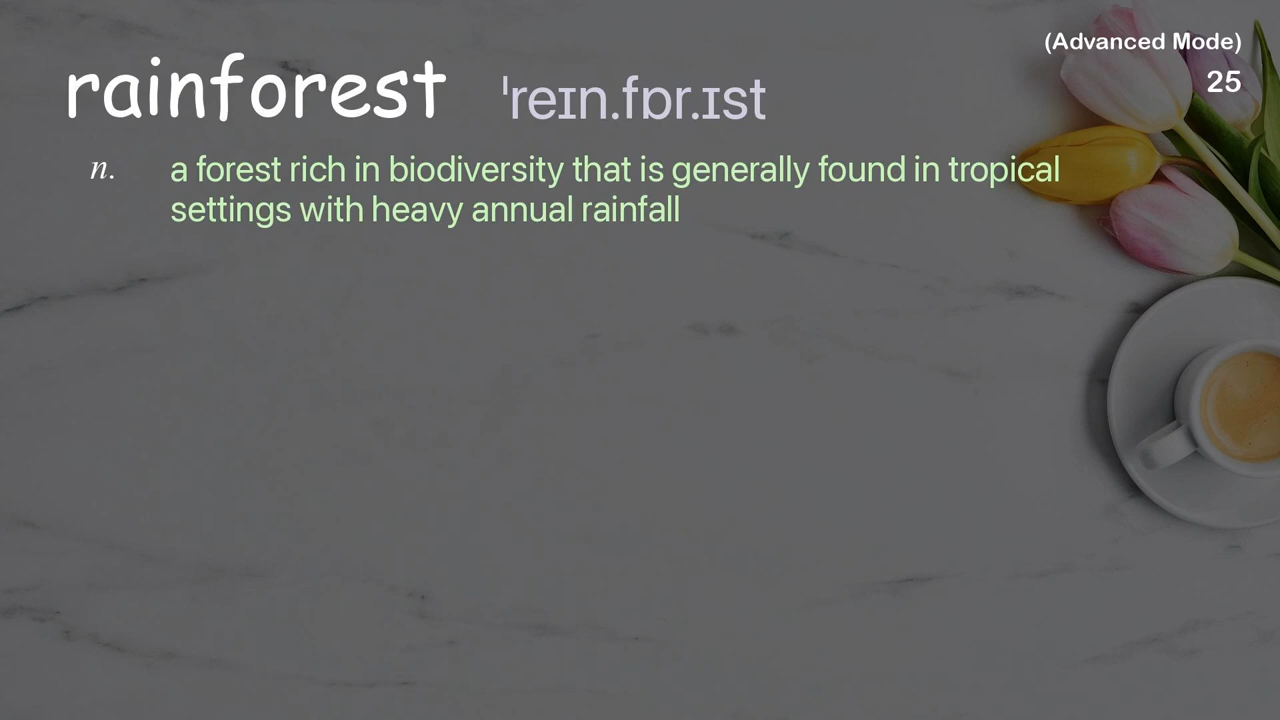 (Advanced Mode)
rainforest ˈreɪn.fɒr.ɪst
25
n. a forest rich in biodiversity that is generally found in tropical
settings with heavy annual rainfall